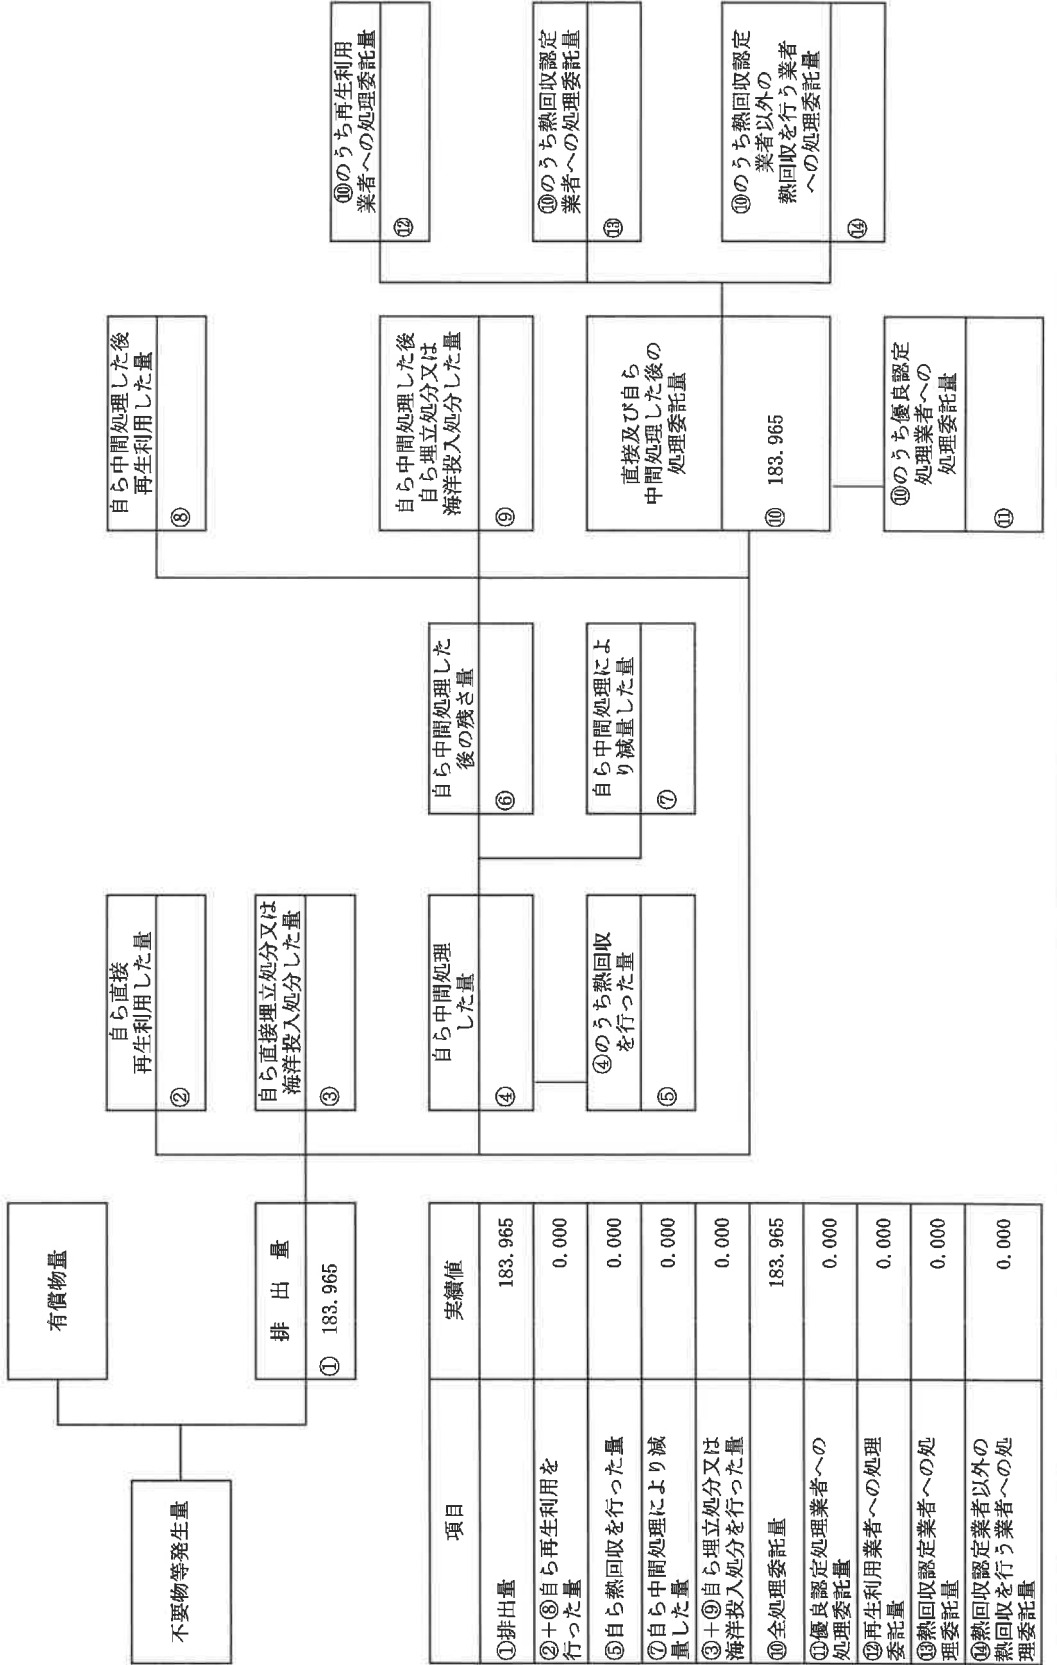 不要物等発生量
有償物量
排 出 量
① 183.965
自ら直接
再生利用した量
②
自ら直接埋立処分又は
海洋投入処分した量
③
自ら中間処理
した量
④
④のうち熱回収
を行った量
⑤
自ら中間処理した
後の残さ量
⑥
自ら中間処理によ
り減量した量
⑦
自ら中間処理した後
再生利用した量
⑧
自ら中間処理した後
自ら埋立処分又は
海洋投入処分した量
⑨
直接及び自ら
中間処理した後の
処理委託量
⑩ 183.965
⑩のうち優良認定
処理業者への
処理委託量
⑪
⑩のうち再生利用
業者への処理委託量
⑫
⑩のうち熱回収認定
業者への処理委託量
⑬
⑩のうち熱回収認定
業者以外の
熱回収を行う業者
への処理委託量
⑭
項目 実績値
①排出量 183.965
②+⑧自ら再生利用を
行った量 0.000
⑤自ら熱回収を行った量 0.000
⑦自ら中間処理により減
量した量 0.000
③+⑨自ら埋立処分又は
海洋投入処分を行った量 0.000
⑩全処理委託量 183.965
⑪優良認定処理業者への
処理委託量 0.000
⑫再生利用業者への処理
委託量 0.000
⑬熱回収認定業者への処
理委託量 0.000
⑭熱回収認定業者以外の
熱回収を行う業者への処
理委託量 0.000